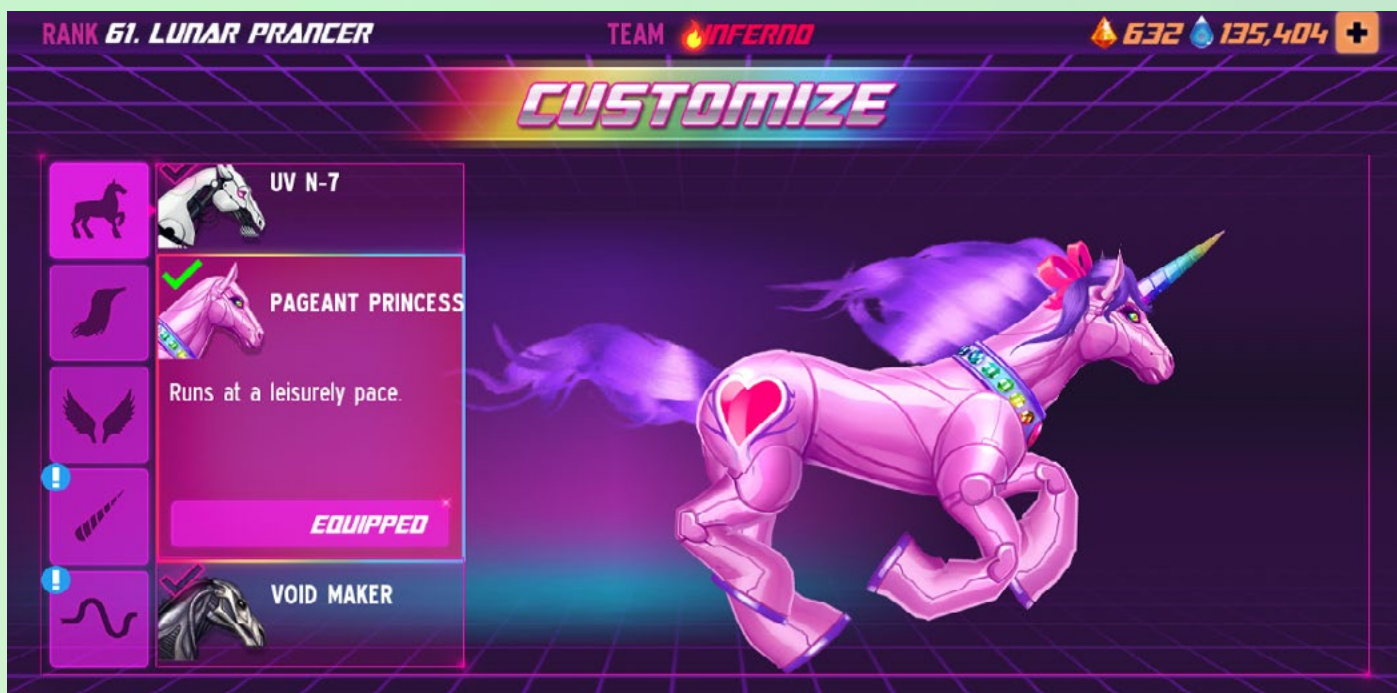 RANK 61. LUNAR PRANCER
TEAM INFERNO
632 135,404 +
CUSTOMIZE
UV N-7
PAGEANT PRINCESS
Runs at a leisurely pace.
EQUIPPED
!
!
VOID MAKER